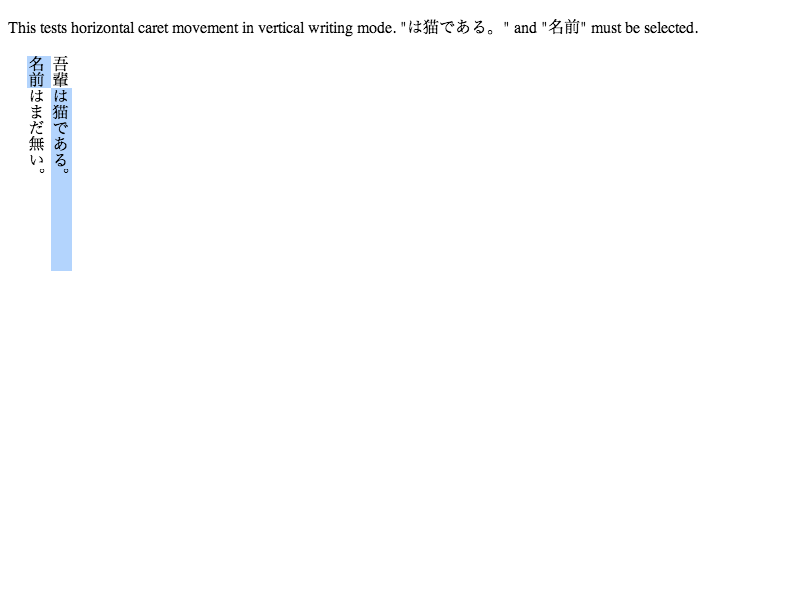 This tests horizontal caret movement in vertical writing mode. "は猫である。" and "名前" must be selected.
吾輩は猫である。
名前はまだ無い。